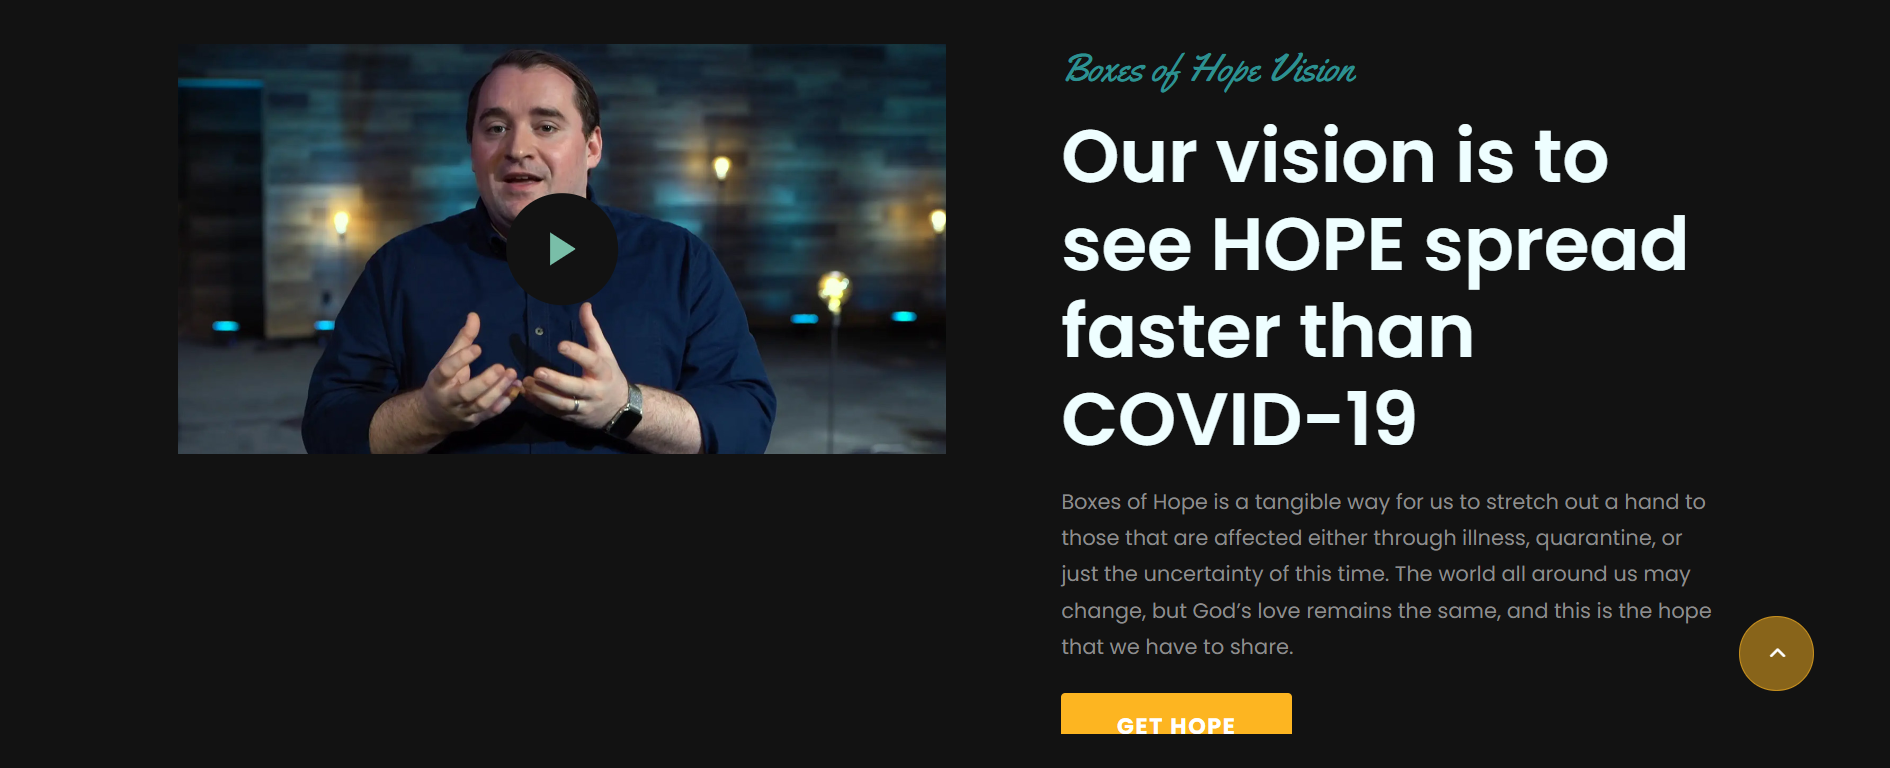 Boxes of Hope Vision
Our vision is to
see HOPE spread
faster than
COVID-19
Boxes of Hope is a tangible way for us to stretch out a hand to
those that are affected either through illness, quarantine, or
just the uncertainty of this time. The world all around us may
change, but God’s love remains the same, and this is the hope
that we have to share.
GET HOPE